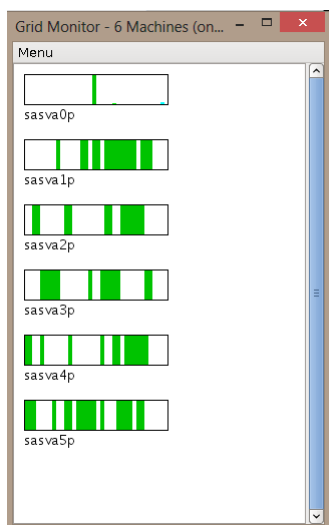 Grid Monitor - 6 Machines (on...
Menu
sasva0p
sasva1p
sasva2p
sasva3p
sasva4p
sasva5p